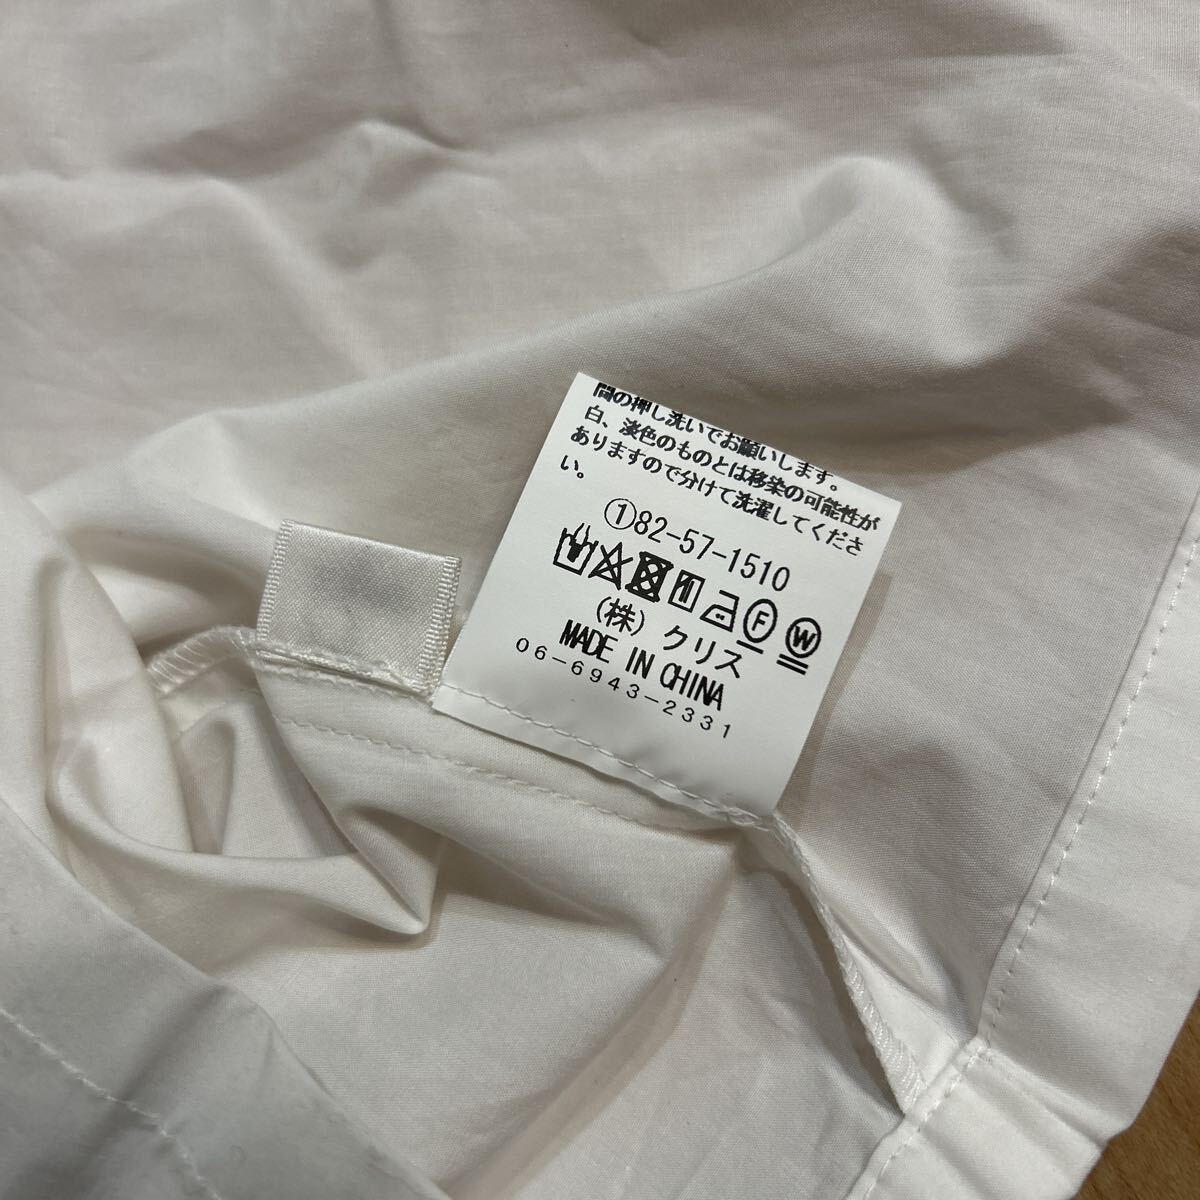 間の押し洗いでお願いします。
白、淡色のものとは移染の可能性が
ありますので分けて洗濯してくださ
い。
①82-57-1510
F W
(株) クリス
MADE IN CHINA
06-6943-2331